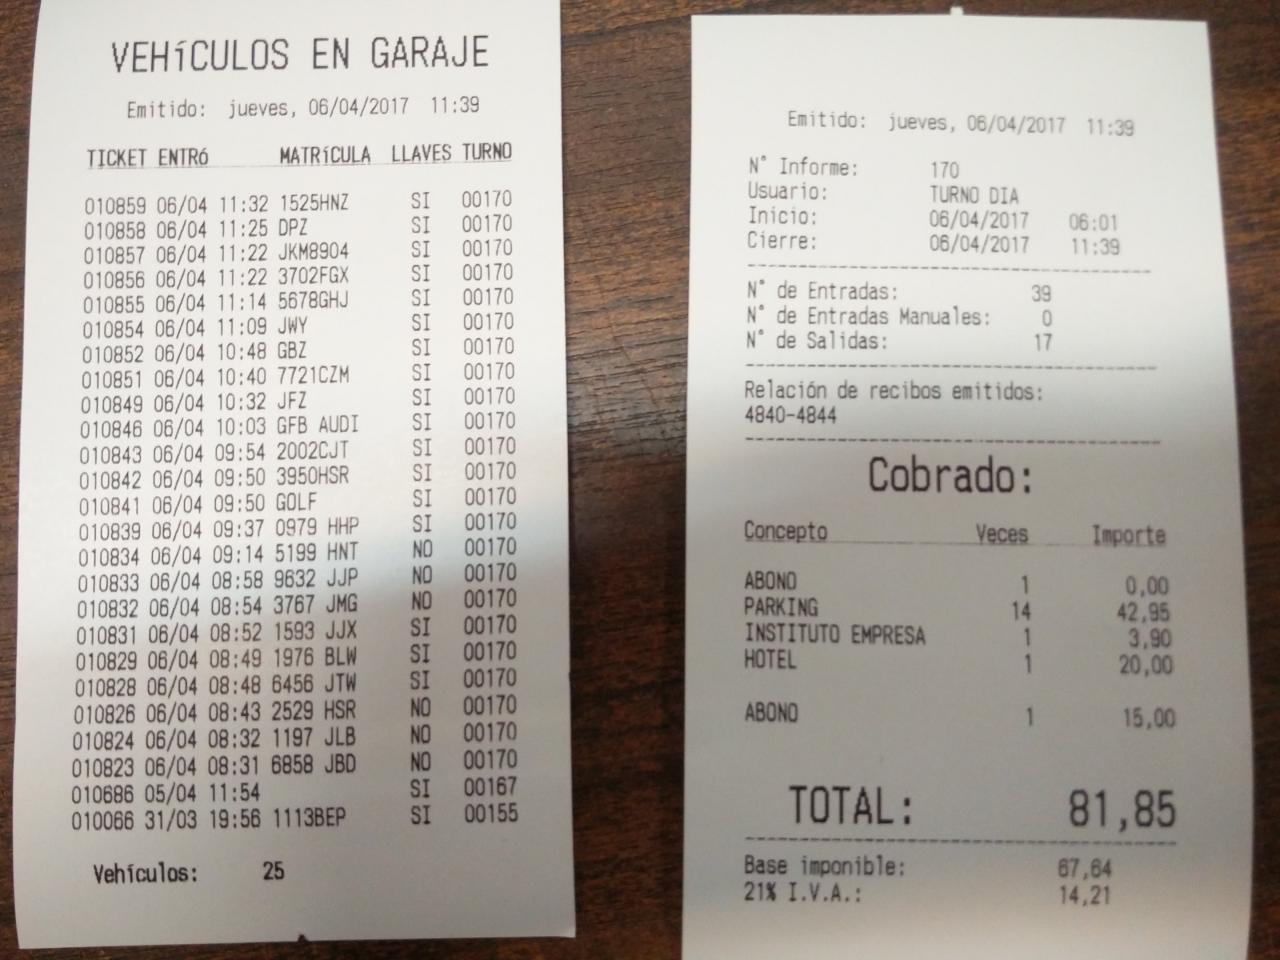 VEHíCULOS EN GARAJE
Emitido: jueves, 06/04/2017 11:39
TICKET ENTRó MATRíCULA LLAVES TURNO
010859 06/04 11:32 1525HNZ SI 00170
010858 06/04 11:25 DPZ SI 00170
010857 06/04 11:22 JKM8904 SI 00170
010856 06/04 11:22 3702FGX SI 00170
010855 06/04 11:14 5678GHJ SI 00170
010854 06/04 11:09 JWY SI 00170
010852 06/04 10:48 GBZ SI 00170
010851 06/04 10:40 7721CZM SI 00170
010849 06/04 10:32 JFZ SI 00170
010846 06/04 10:03 GFB AUDI SI 00170
010843 06/04 09:54 2002CJT SI 00170
010842 06/04 09:50 3950HSR SI 00170
010841 06/04 09:50 GOLF SI 00170
010839 06/04 09:37 0979 HHP SI 00170
010834 06/04 09:14 5199 HNT NO 00170
010833 06/04 08:58 9632 JJP NO 00170
010832 06/04 08:54 3767 JMG NO 00170
010831 06/04 08:52 1593 JJX SI 00170
010829 06/04 08:49 1976 BLW SI 00170
010828 06/04 08:48 6456 JTW SI 00170
010826 06/04 08:43 2529 HSR NO 00170
010824 06/04 08:32 1197 JLB NO 00170
010823 06/04 08:31 6858 JBD NO 00170
010686 05/04 11:54 SI 00167
010066 31/03 19:56 1113BEP SI 00155
Vehículos: 25
Emitido: jueves, 06/04/2017 11:39
N° Informe: 170
Usuario: TURNO DIA
Inicio: 06/04/2017 06:01
Cierre: 06/04/2017 11:39
N° de Entradas: 39
N° de Entradas Manuales: 0
N° de Salidas: 17
Relación de recibos emitidos:
4840-4844
Cobrado:
Concepto Veces Importe
ABONO 1 0,00
PARKING 14 42,95
INSTITUTO EMPRESA 1 3,90
HOTEL 1 20,00
ABONO 1 15,00
TOTAL: 81,85
Base imponible: 67,64
21% I.V.A.: 14,21